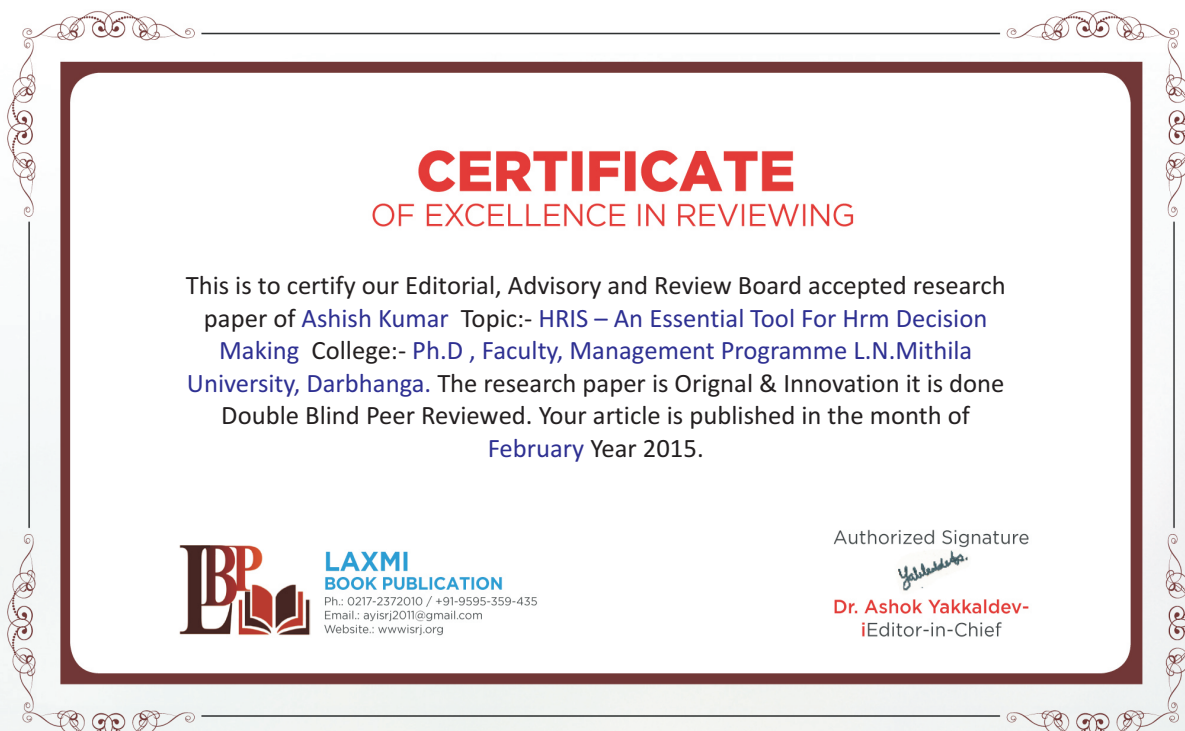 CERTIFICATE
OF EXCELLENCE IN REVIEWING
This is to certify our Editorial, Advisory and Review Board accepted research
paper of Ashish Kumar Topic:- HRIS – An Essential Tool For Hrm Decision
Making College:- Ph.D , Faculty, Management Programme L.N.Mithila
University, Darbhanga. The research paper is Orignal & Innovation it is done
Double Blind Peer Reviewed. Your article is published in the month of
February Year 2015.
LBP
LAXMI
BOOK PUBLICATION
Ph.: 0217-2372010 / +91-9595-359-435
Email.: ayisrj2011@gmail.com
Website.: wwwisrj.org
Authorized Signature
Dr. Ashok Yakkaldev-
iEditor-in-Chief